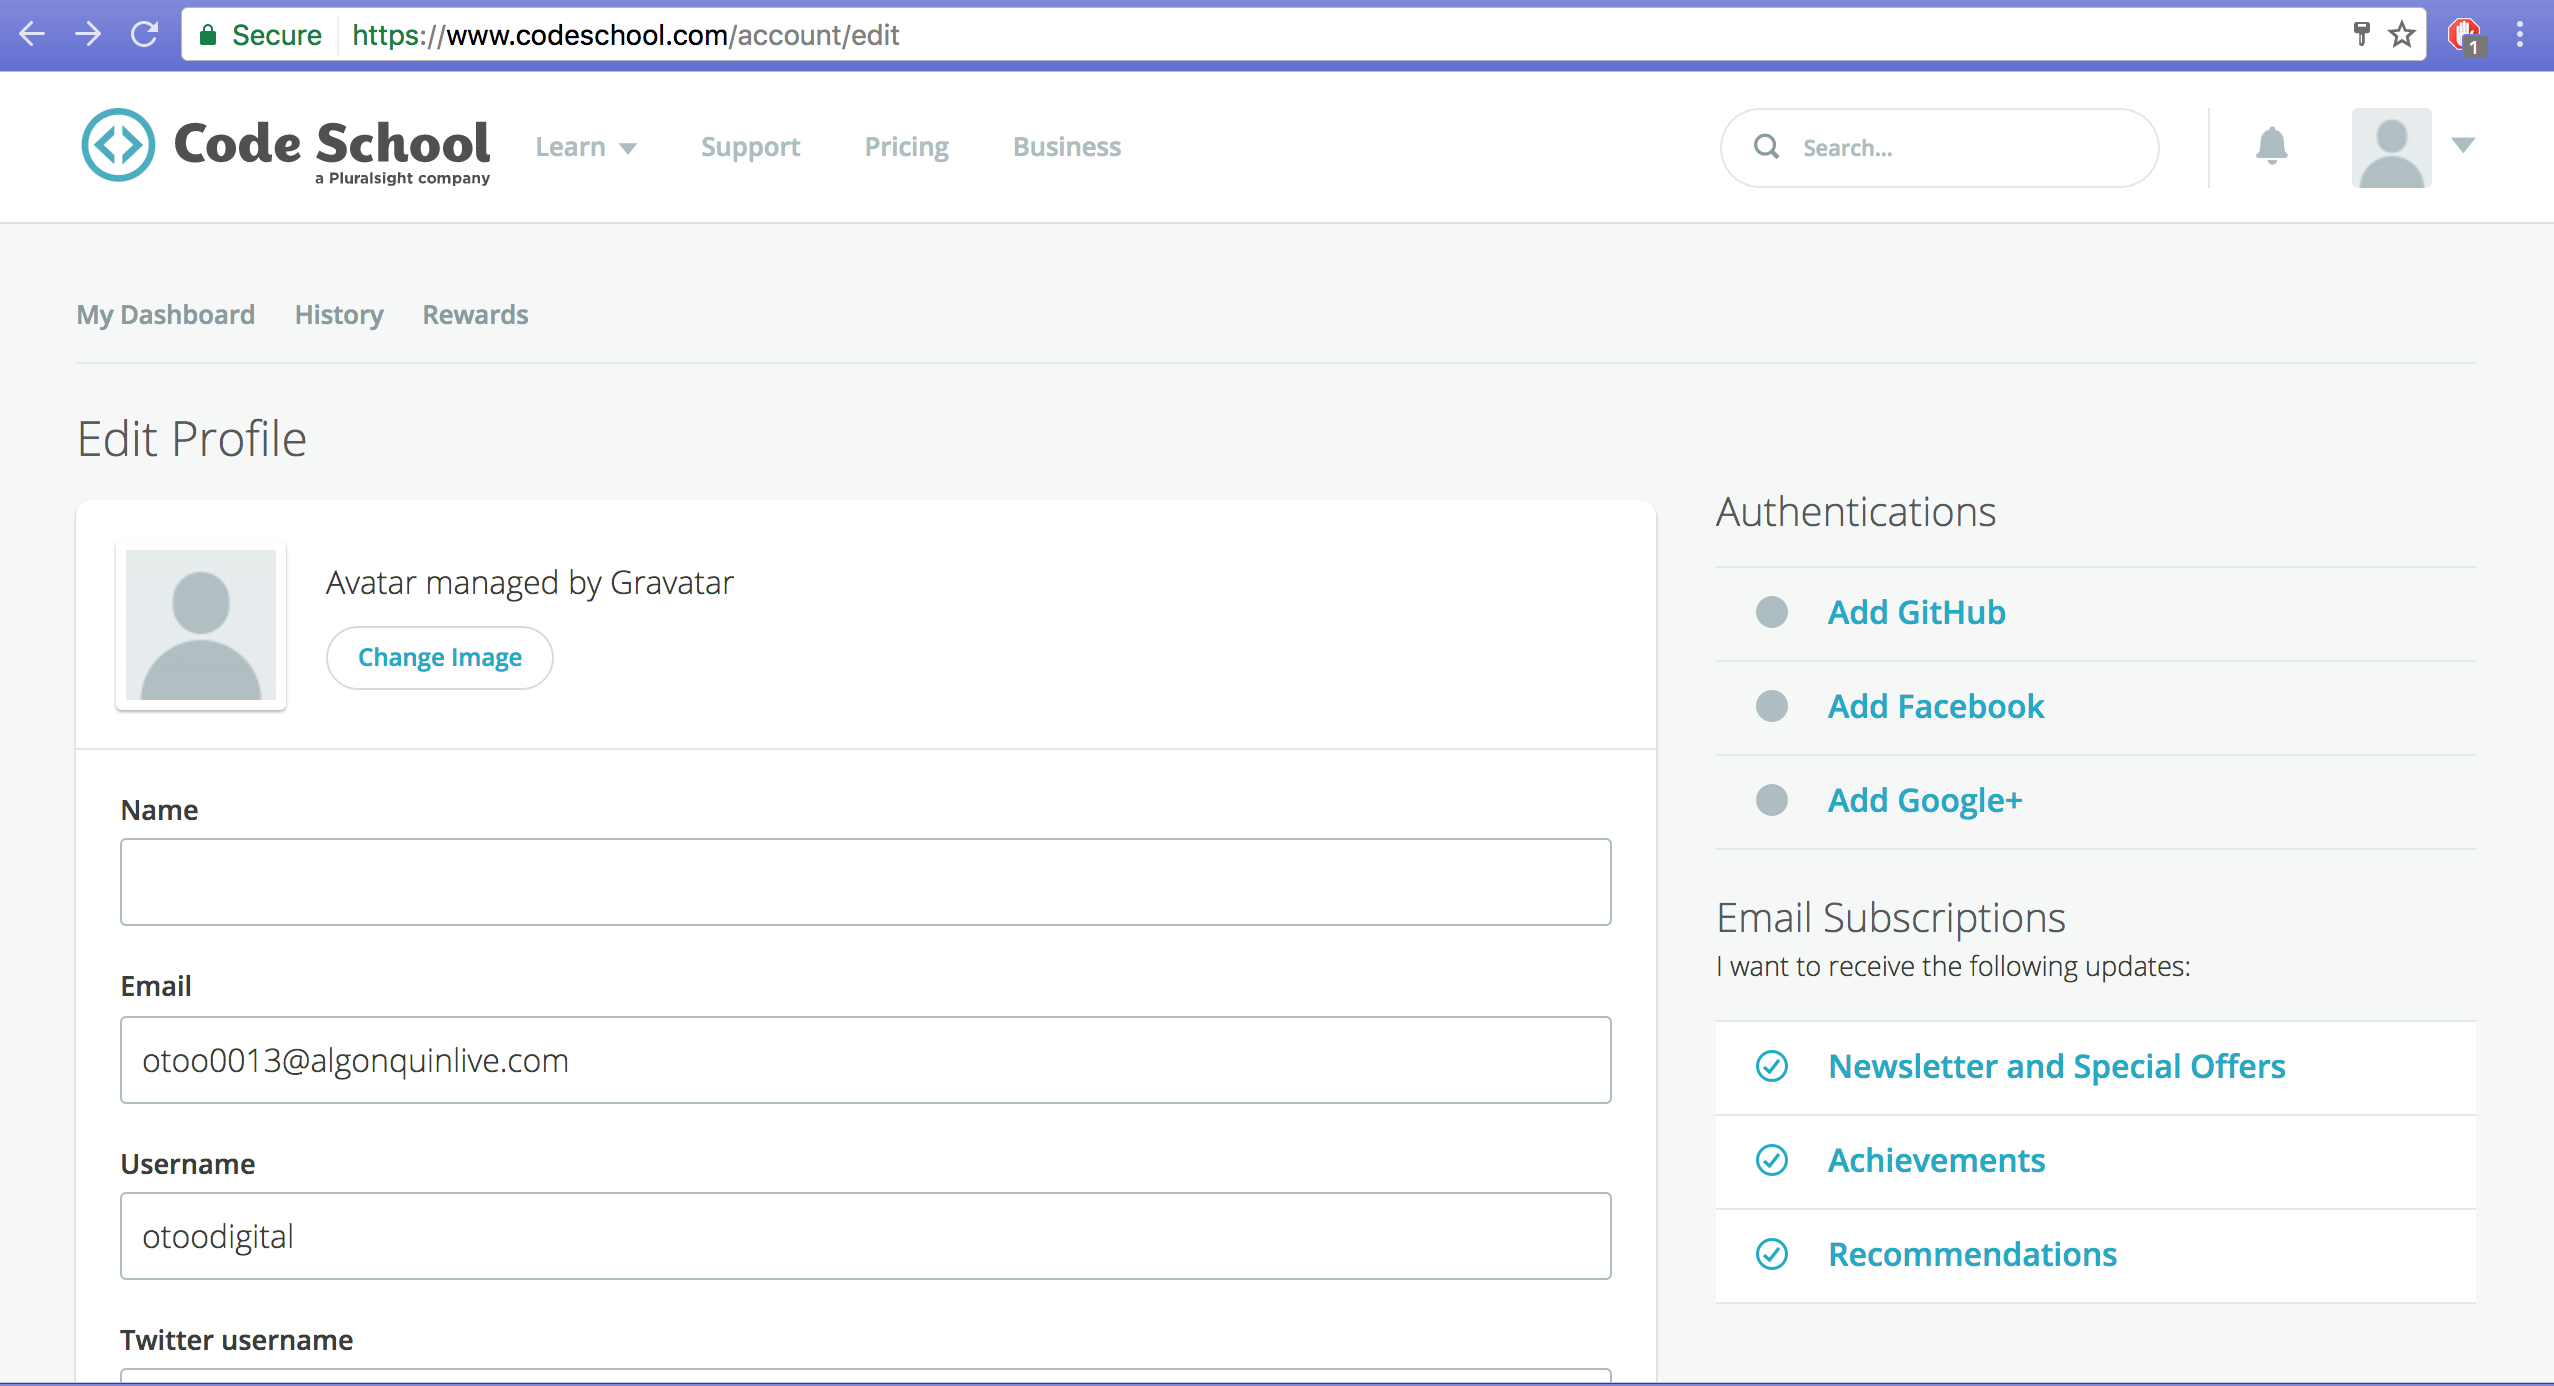 Secure https://www.codeschool.com/account/edit
1
Code School
a Pluralsight company
Learn Support Pricing Business
Search...
My Dashboard History Rewards
Edit Profile
Avatar managed by Gravatar
Change Image
Name
Email
otoo0013@algonquinlive.com
Username
otoodigital
Twitter username
Authentications
Add GitHub
Add Facebook
Add Google+
Email Subscriptions
I want to receive the following updates:
Newsletter and Special Offers
Achievements
Recommendations